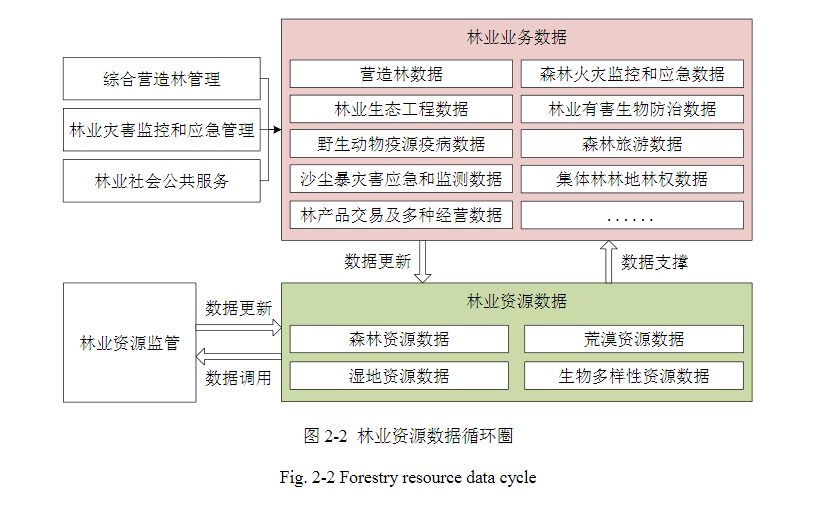 林业业务数据
综合营造林管理
林业灾害监控和应急管理
林业社会公共服务
营造林数据
森林火灾监控和应急数据
林业生态工程数据
林业有害生物防治数据
野生动物疫源疫病数据
森林旅游数据
沙尘暴灾害应急和监测数据
集体林林地林权数据
林产品交易及多种经营数据
......
数据更新
数据支撑
林业资源监管
数据更新
数据调用
林业资源数据
森林资源数据
荒漠资源数据
湿地资源数据
生物多样性资源数据
图 2-2 林业资源数据循环圈
Fig. 2-2 Forestry resource data cycle